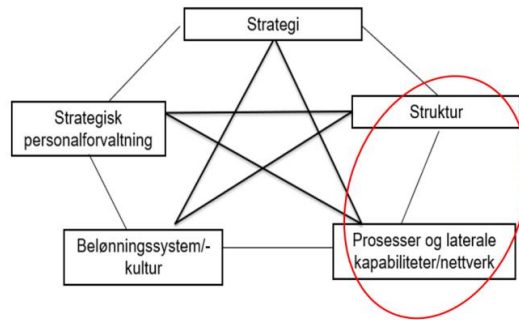 Strategi
Strategisk
personalforvaltning
Struktur
Belønningssystem/-
kultur
Prosesser og laterale
kapabiliteter/nettverk